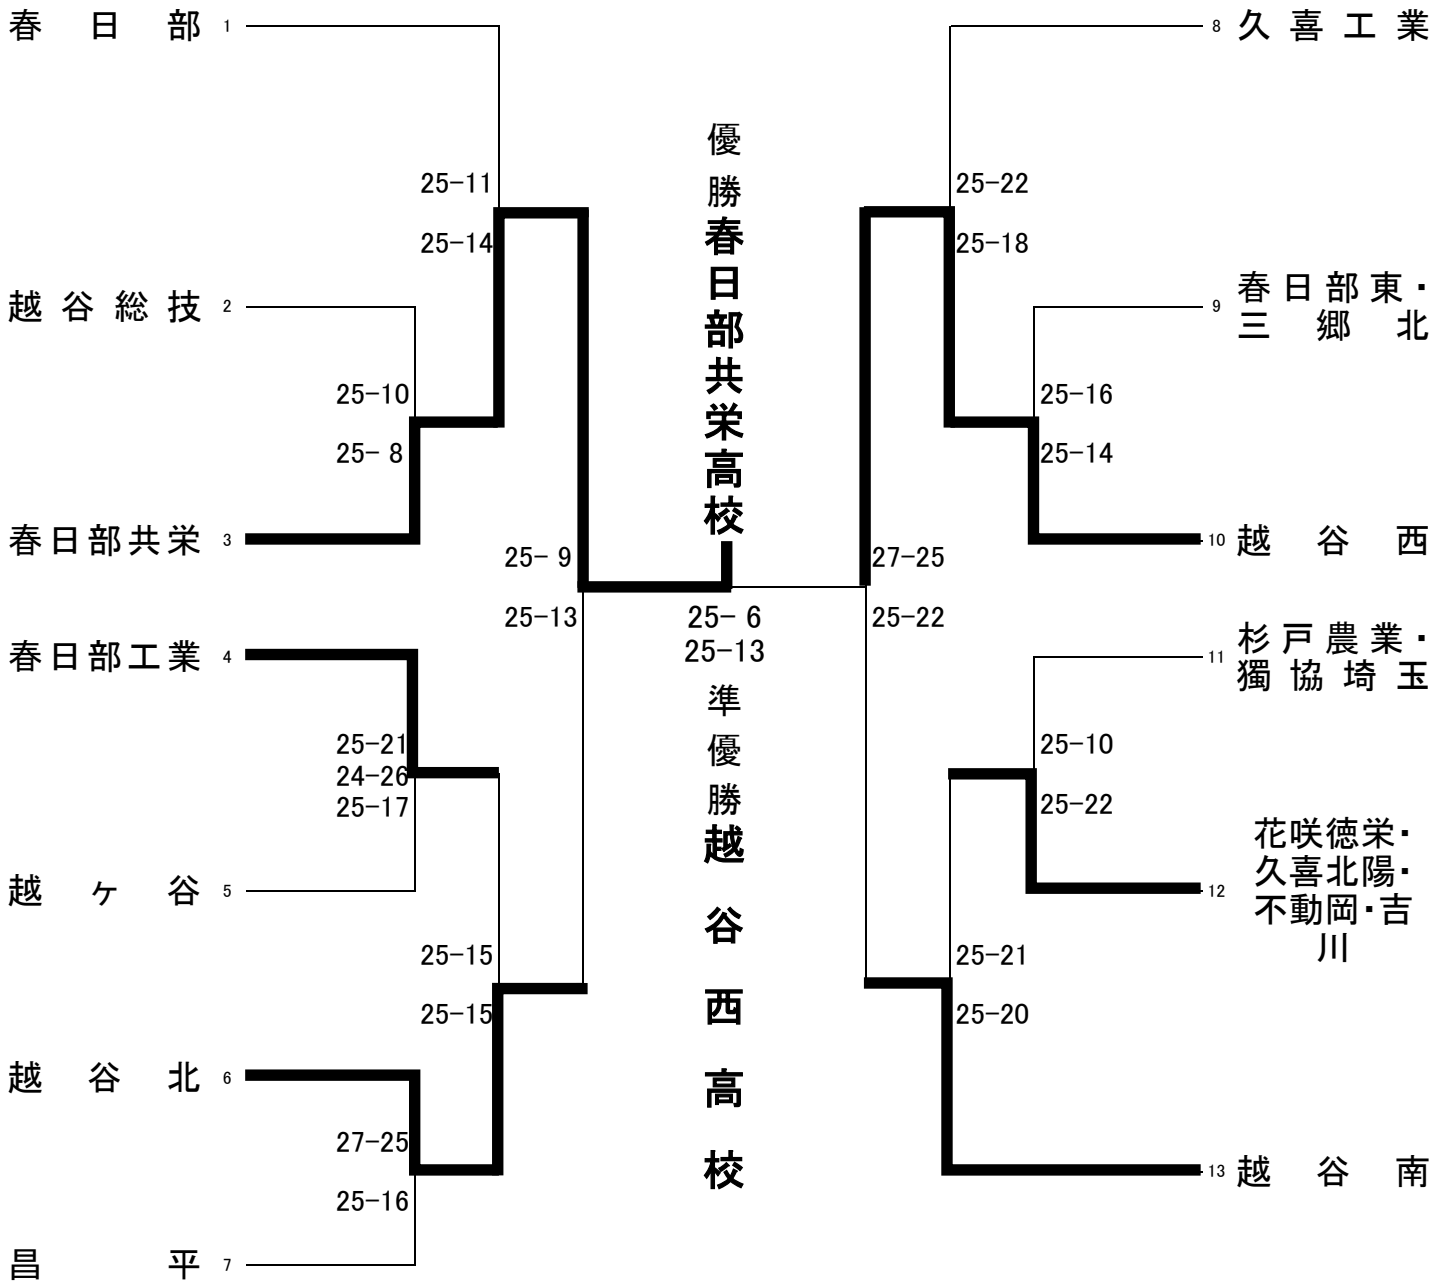 春日部 1
25-11
25-14
越谷総技 2
25-10
25- 8
春日部共栄 3
25- 9
25-13
春日部工業 4
25-21
24-26
25-17
越ヶ谷 5
25-15
25-15
越谷北 6
27-25
25-16
昌平 7
優勝
春日部共栄高校
25- 6
25-13
準優勝
越谷西高校
8 久喜工業
25-22
25-18
9 春日部東・
三郷北
25-16
25-14
10 越谷西
27-25
25-22
11 杉戸農業・
獨協埼玉
25-10
25-22
12 花咲徳栄・
久喜北陽・
不動岡・吉
川
25-21
25-20
13 越谷南